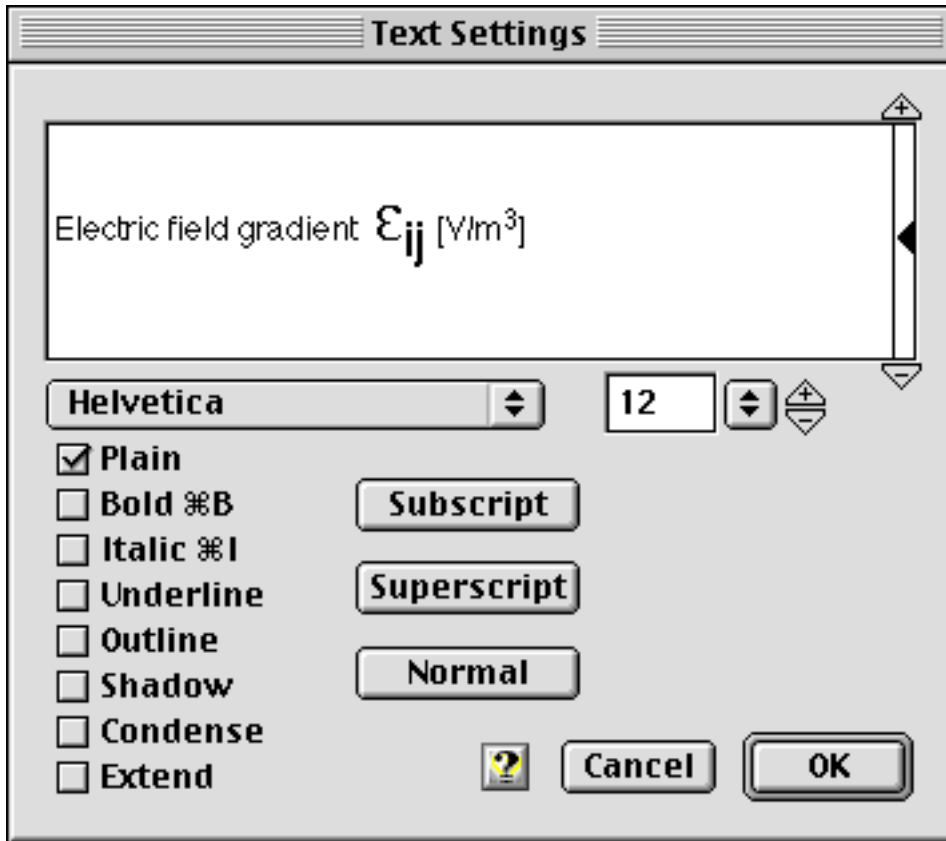 Text Settings
Electric field gradient εij [V/m³]
Helvetica
12
Plain
Bold ⌘B
Subscript
Italic ⌘I
Superscript
Underline
Outline
Normal
Shadow
Condense
Cancel
OK
Extend